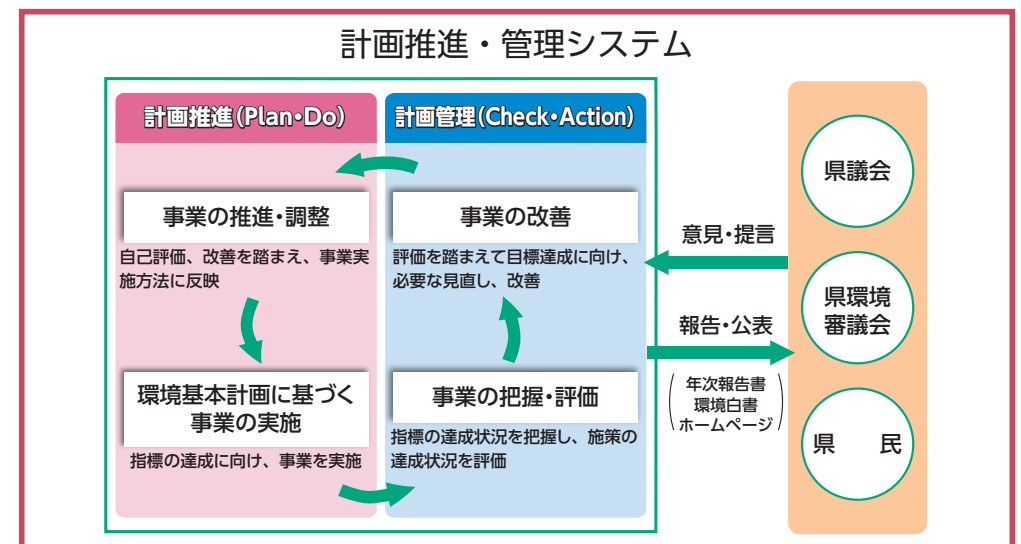 計画推進・管理システム
計画推進(Plan・Do)
事業の推進・調整
自己評価、改善を踏まえ、事業実
施方法に反映
環境基本計画に基づく
事業の実施
指標の達成に向け、事業を実施
計画管理(Check・Action)
事業の改善
評価を踏まえて目標達成に向け、
必要な見直し、改善
事業の把握・評価
指標の達成状況を把握し、施策の
達成状況を評価
意見・提言
報告・公表
(年次報告書
環境白書
ホームページ)
県議会
県環境
審議会
県　民